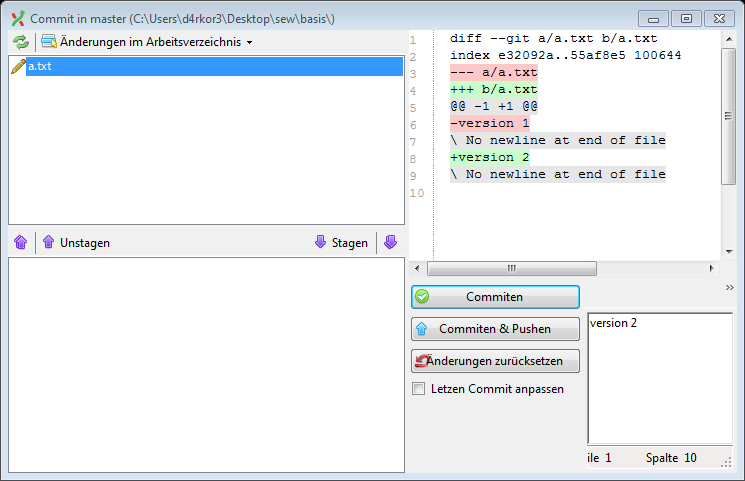 Commit in master (C:\Users\d4rkor3\Desktop\sew\basis\)
Änderungen im Arbeitsverzeichnis
a.txt
Unstagen
Stagen
1 diff --git a/a.txt b/a.txt
2 index e32092a..55af8e5 100644
3 --- a/a.txt
4 +++ b/a.txt
5 @@ -1 +1 @@
6 -version 1
7 \ No newline at end of file
8 +version 2
9 \ No newline at end of file
10
Commiten
Commiten & Pushen
Änderungen zurücksetzen
Letzen Commit anpassen
version 2
ile 1 Spalte 10